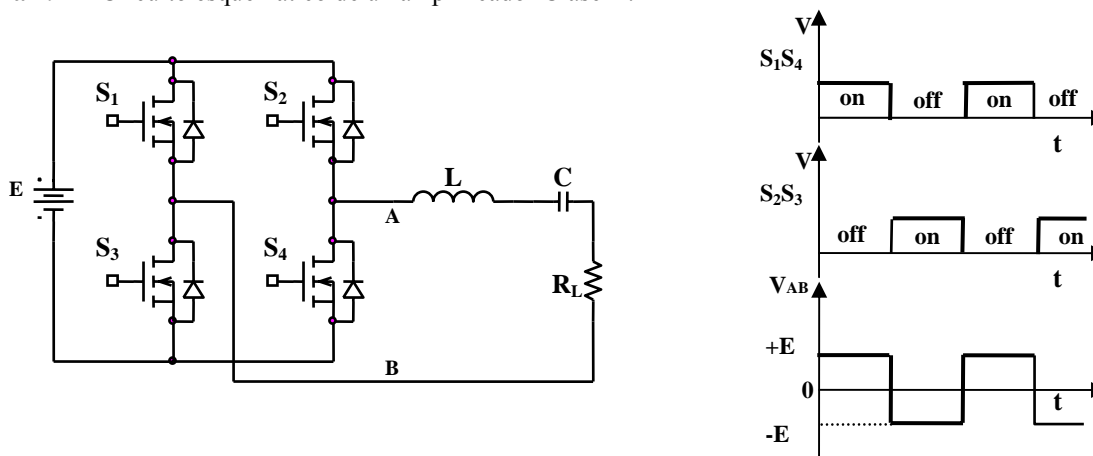 S1
S2
E
L
C
A
S3
S4
RL
B
V
S1S4
on off on off
t
V
S2S3
off on off on
t
VAB
+E
0
t
-E